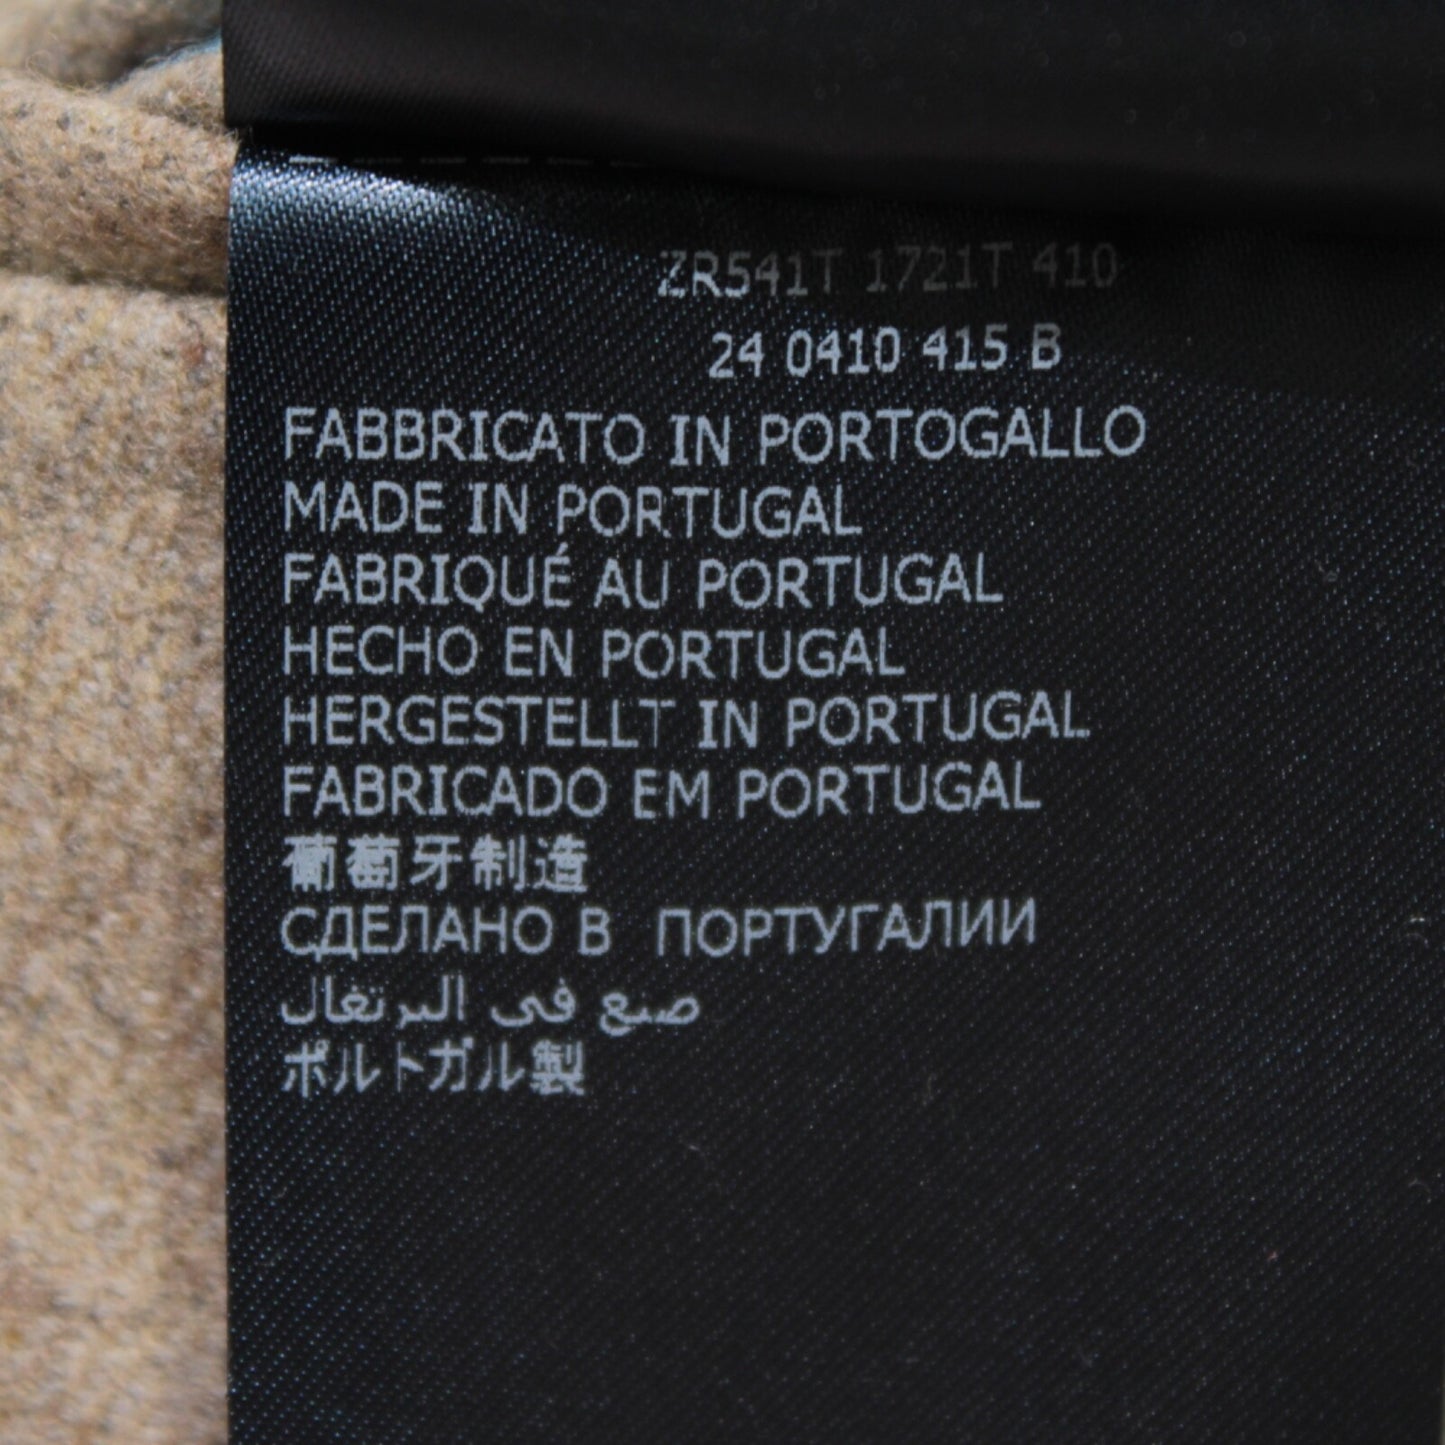 ZR541T 1721T 410
24 0410 415 B
FABBRICATO IN PORTOGALLO
MADE IN PORTUGAL
FABRIQUÉ AU PORTUGAL
HECHO EN PORTUGAL
HERGESTELLT IN PORTUGAL
FABRICADO EM PORTUGAL
葡萄牙制造
СДЕЛАНО В ПОРТУГАЛИИ
صنع فى البرتغال
ポルトガル製